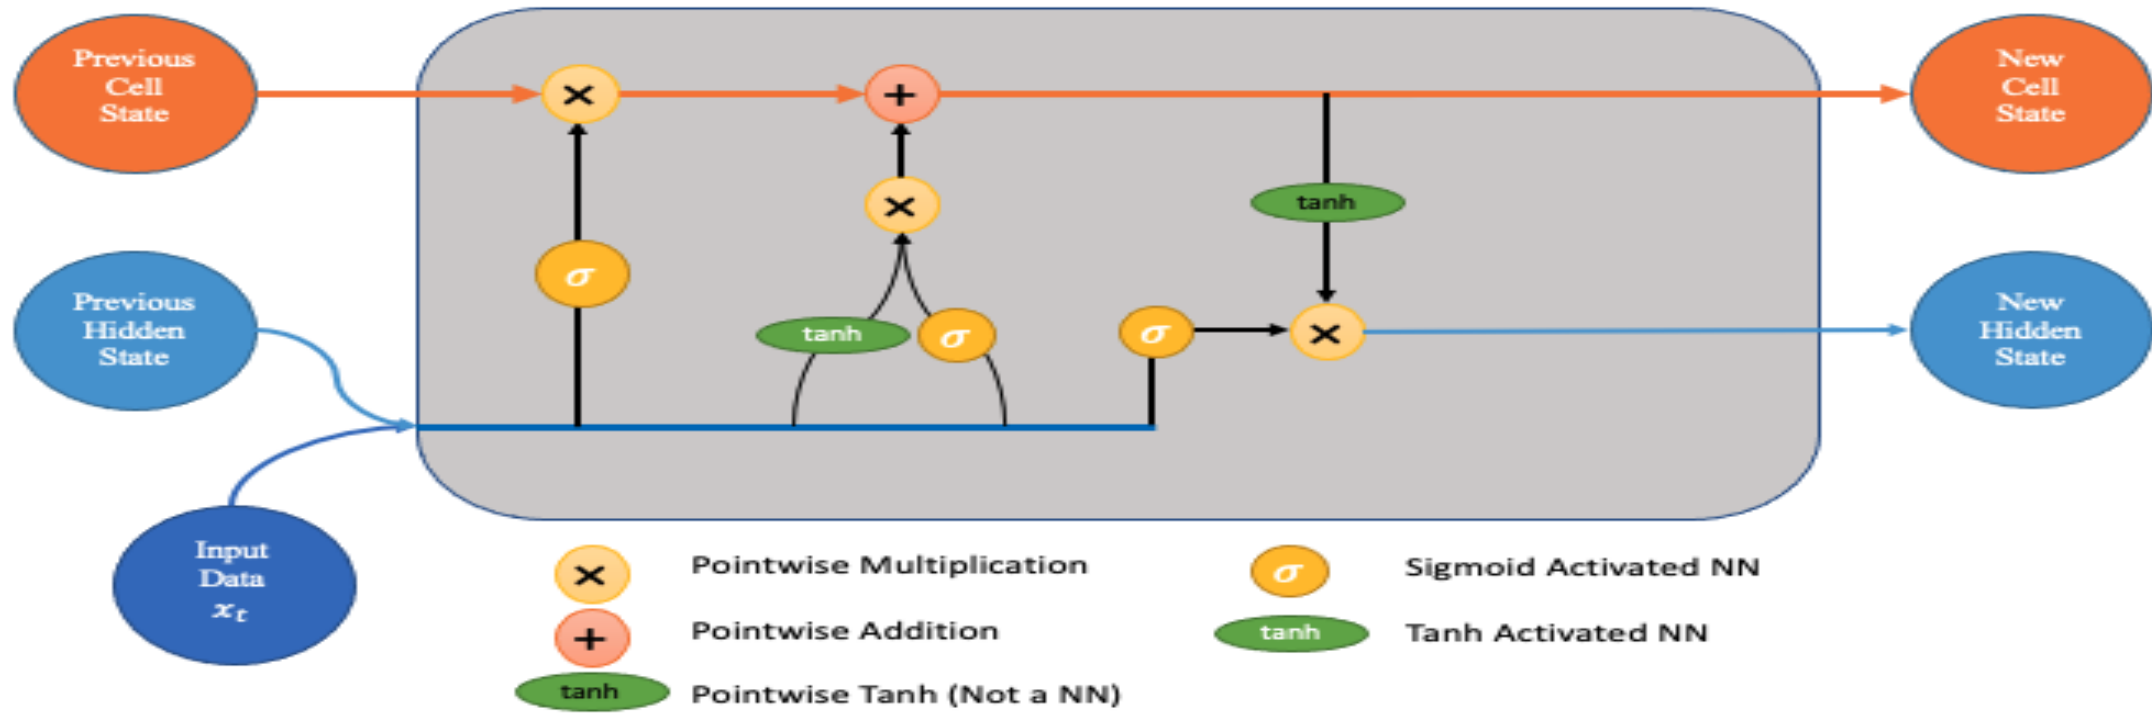 Previous
Cell
State
×
+
New
Cell
State
×
tanh
σ
Previous
Hidden
State
tanh
σ
σ
×
New
Hidden
State
Input
Data
xₜ
× Pointwise Multiplication
σ Sigmoid Activated NN
+ Pointwise Addition
tanh Tanh Activated NN
tanh Pointwise Tanh (Not a NN)